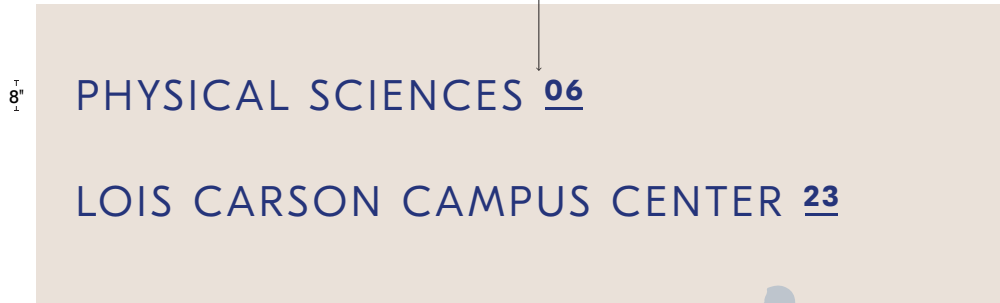 PHYSICAL SCIENCES 06
8"
LOIS CARSON CAMPUS CENTER 23